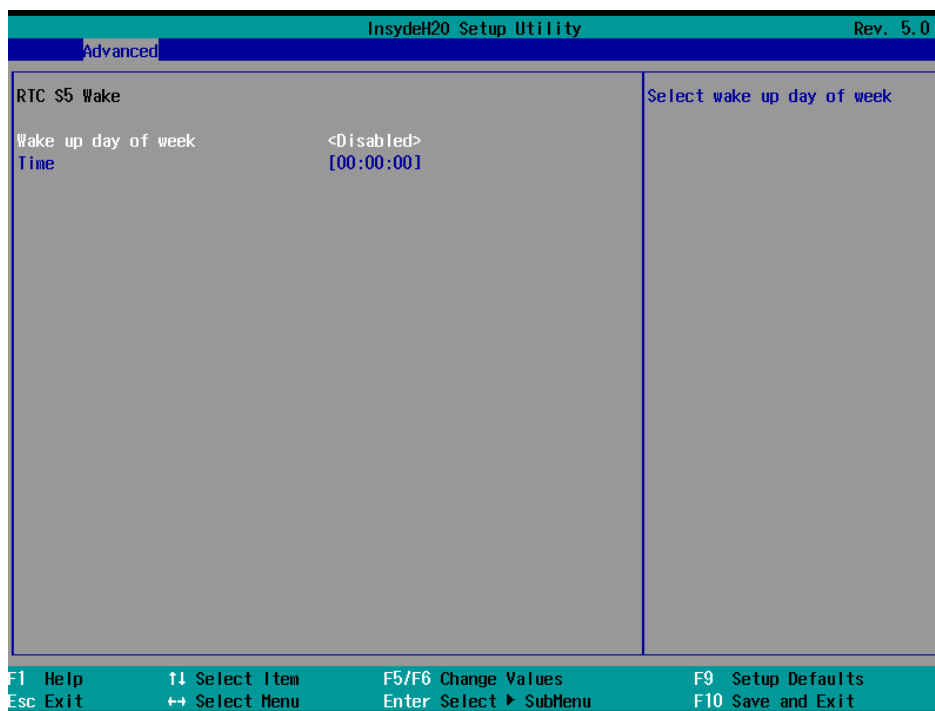 InsydeH20 Setup Utility Rev. 5.0
Advanced
RTC S5 Wake
Select wake up day of week
Wake up day of week <Disabled>
Time [00:00:00]
F1 Help ↑↓ Select Item F5/F6 Change Values F9 Setup Defaults
Esc Exit ↔ Select Menu Enter Select ▶ SubMenu F10 Save and Exit